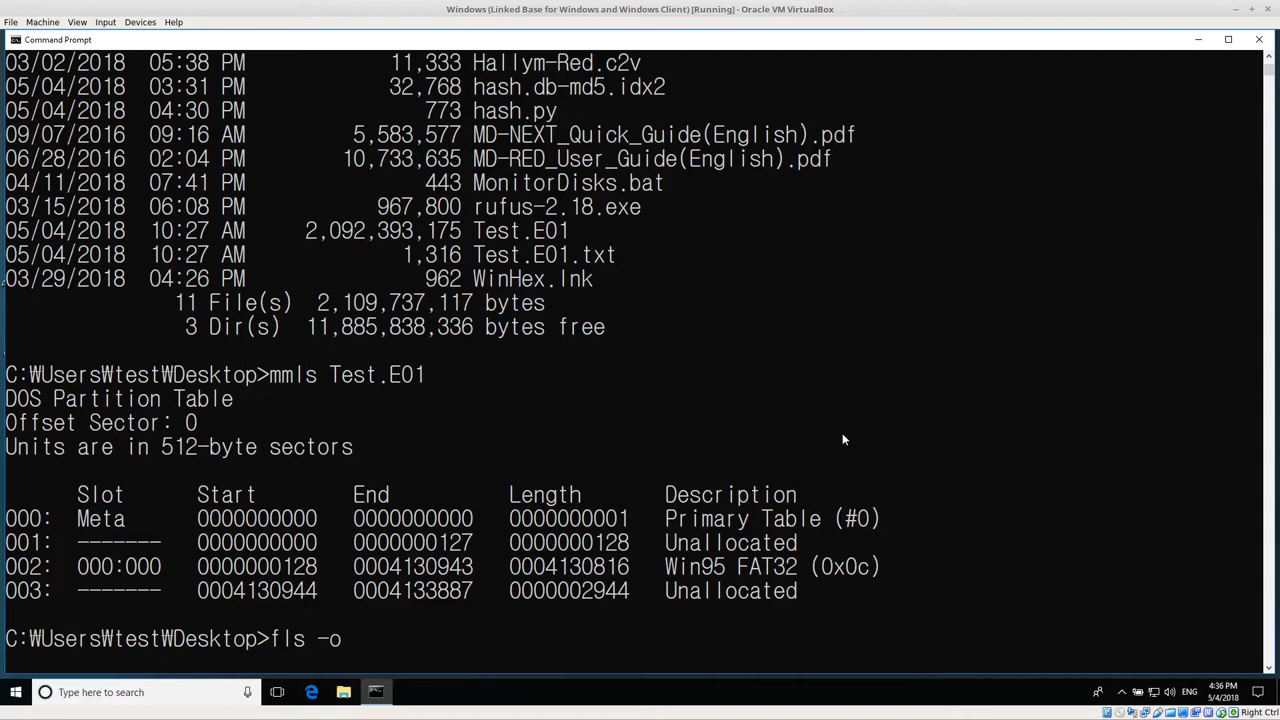 Windows (Linked Base for Windows and Windows Client) [Running] - Oracle VM VirtualBox
File Machine View Input Devices Help
Command Prompt
03/02/2018 05:38 PM 11,333 Hallym-Red.c2v
05/04/2018 03:31 PM 32,768 hash.db-md5.idx2
05/04/2018 04:30 PM 773 hash.py
09/07/2016 09:16 AM 5,583,577 MD-NEXT_Quick_Guide(English).pdf
06/28/2016 02:04 PM 10,733,635 MD-RED_User_Guide(English).pdf
04/11/2018 07:41 PM 443 MonitorDisks.bat
03/15/2018 06:08 PM 967,800 rufus-2.18.exe
05/04/2018 10:27 AM 2,092,393,175 Test.E01
05/04/2018 10:27 AM 1,316 Test.E01.txt
03/29/2018 04:26 PM 962 WinHex.lnk
11 File(s) 2,109,737,117 bytes
3 Dir(s) 11,885,838,336 bytes free
C:₩Users₩test₩Desktop>mmls Test.E01
DOS Partition Table
Offset Sector: 0
Units are in 512-byte sectors
Slot Start End Length Description
000: Meta 0000000000 0000000000 0000000001 Primary Table (#0)
001: ------- 0000000000 0000000127 0000000128 Unallocated
002: 000:000 0000000128 0004130943 0004130816 Win95 FAT32 (0x0c)
003: ------- 0004130944 0004133887 0000002944 Unallocated
C:₩Users₩test₩Desktop>fls -o
Type here to search
ENG
4:36 PM
5/4/2018
Right Ctrl